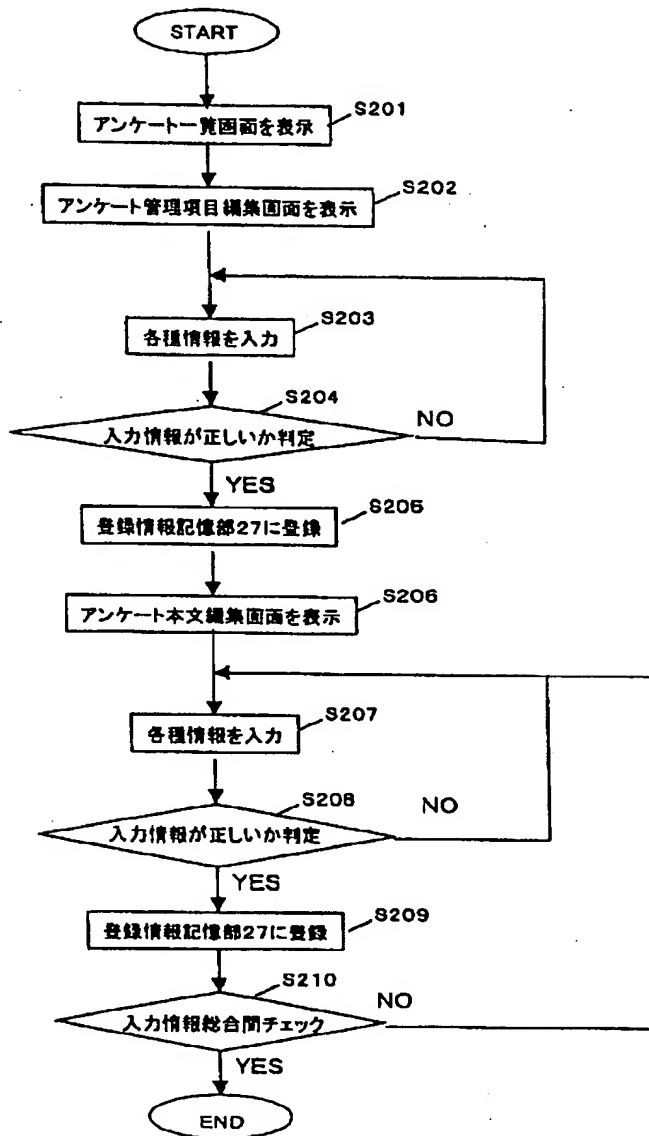 START
S201
アンケート一覧画面を表示
S202
アンケート管理項目編集画面を表示
S203
各種情報を入力
S204
入力情報が正しいか判定
NO
YES
S205
登録情報記憶部27に登録
S206
アンケート本文編集画面を表示
S207
各種情報を入力
S208
入力情報が正しいか判定
NO
YES
S209
登録情報記憶部27に登録
S210
入力情報総合間チェック
NO
YES
END